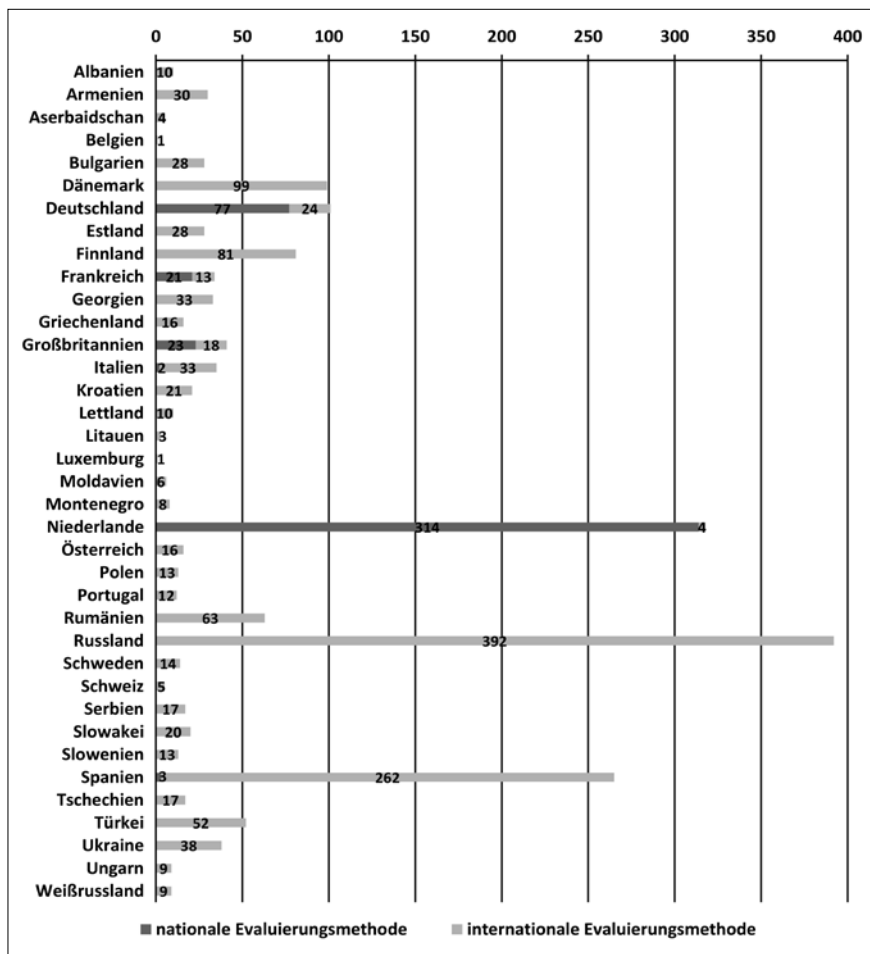 0 50 100 150 200 250 300 350 400
Albanien 10
Armenien 30
Aserbaidschan 4
Belgien 1
Bulgarien 28
Dänemark 99
Deutschland 77 24
Estland 28
Finnland 81
Frankreich 21 13
Georgien 33
Griechenland 16
Großbritannien 23 18
Italien 2 33
Kroatien 21
Lettland 10
Litauen 3
Luxemburg 1
Moldavien 6
Montenegro 8
Niederlande 314 4
Österreich 16
Polen 13
Portugal 12
Rumänien 63
Russland 392
Schweden 14
Schweiz 5
Serbien 17
Slowakei 20
Slowenien 13
Spanien 3 262
Tschechien 17
Türkei 52
Ukraine 38
Ungarn 9
Weißrussland 9
nationale Evaluierungsmethode internationale Evaluierungsmethode